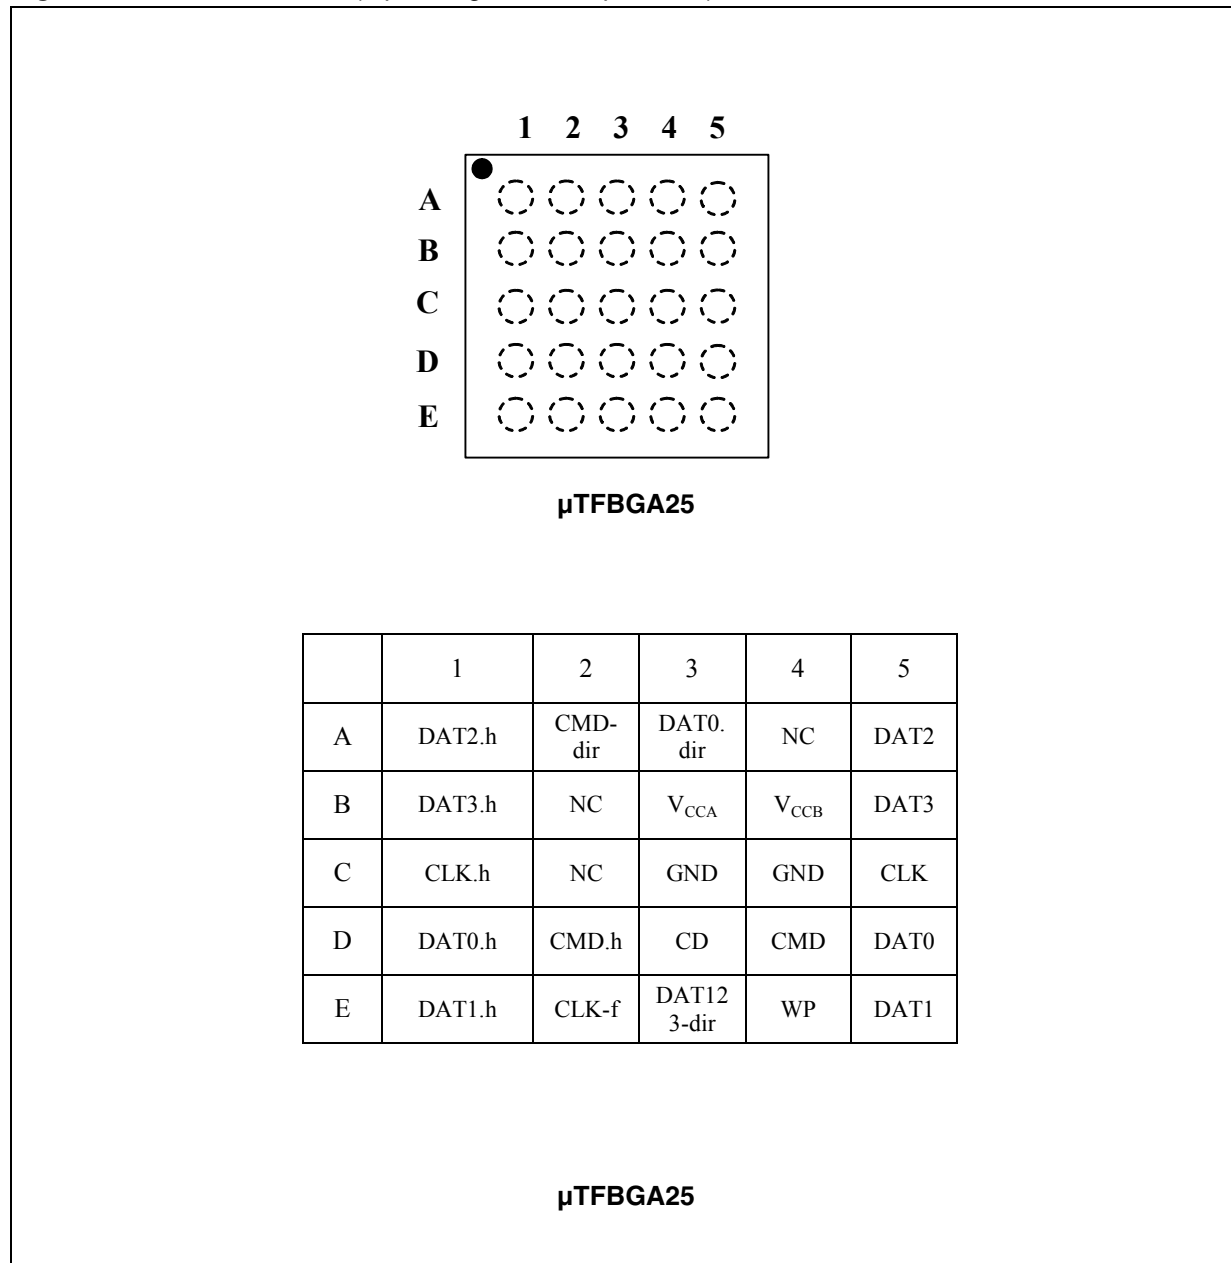 1 2 3 4 5
A
B
C
D
E
µTFBGA25
1 2 3 4 5
A DAT2.h CMD-dir DAT0.dir NC DAT2
B DAT3.h NC VCCA VCCB DAT3
C CLK.h NC GND GND CLK
D DAT0.h CMD.h CD CMD DAT0
E DAT1.h CLK-f DAT123-dir WP DAT1
µTFBGA25